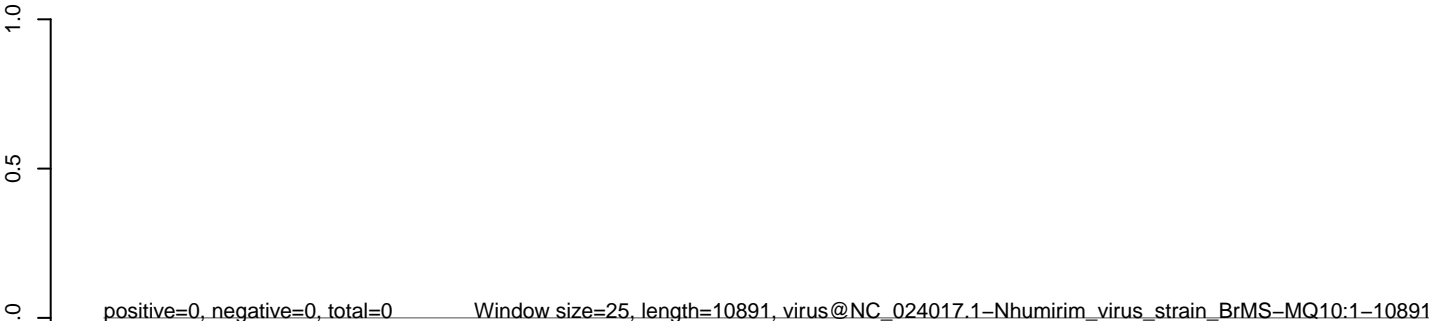 1.0
0.5
.0
positive=0, negative=0, total=0 Window size=25, length=10891, virus@NC_024017.1−Nhumirim_virus_strain_BrMS−MQ10:1−10891